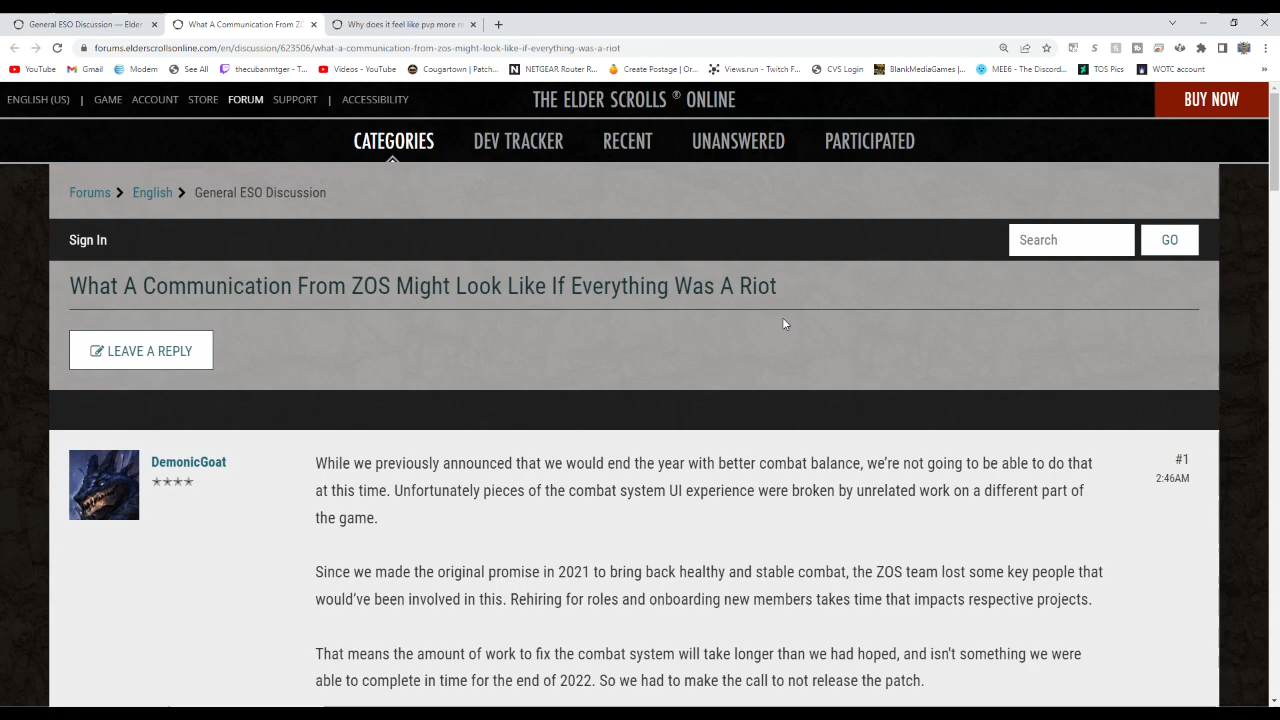 General ESO Discussion — Elder
What A Communication From ZO
Why does it feel like pvp more r
forums.elderscrollsonline.com/en/discussion/623506/what-a-communication-from-zos-might-look-like-if-everything-was-a-riot
YouTube
Gmail
Modem
See All
thecubanmtger - T...
Videos - YouTube
Cougartown | Patch...
NETGEAR Router R...
Create Postage | Or...
Views.run - Twitch F...
CVS Login
BlankMediaGames |...
MEE6 - The Discord...
TOS Pics
WOTC account
»
ENGLISH (US) | GAME ACCOUNT STORE FORUM SUPPORT | ACCESSIBILITY
THE ELDER SCROLLS ® ONLINE
BUY NOW
CATEGORIES DEV TRACKER RECENT UNANSWERED PARTICIPATED
Forums English General ESO Discussion
Sign In
Search
GO
What A Communication From ZOS Might Look Like If Everything Was A Riot
LEAVE A REPLY
DemonicGoat
While we previously announced that we would end the year with better combat balance, we're not going to be able to do that
at this time. Unfortunately pieces of the combat system UI experience were broken by unrelated work on a different part of
the game.
#1
2:46AM
Since we made the original promise in 2021 to bring back healthy and stable combat, the ZOS team lost some key people that
would've been involved in this. Rehiring for roles and onboarding new members takes time that impacts respective projects.
That means the amount of work to fix the combat system will take longer than we had hoped, and isn't something we were
able to complete in time for the end of 2022. So we had to make the call to not release the patch.